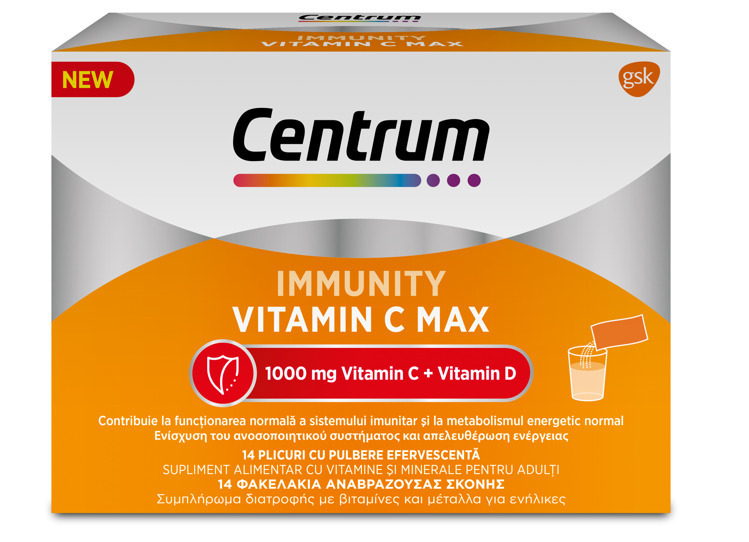 Centrum
IMMUNITY
VITAMIN C MAX
NEW
gsk
Centrum
IMMUNITY
VITAMIN C MAX
1000 mg Vitamin C + Vitamin D
Contribuie la funcționarea normală a sistemului imunitar și la metabolismul energetic normal
Ενίσχυση του ανοσοποιητικού συστήματος και απελευθέρωση ενέργειας
14 PLICURI CU PULBERE EFERVESCENTĂ
SUPLIMENT ALIMENTAR CU VITAMINE ȘI MINERALE PENTRU ADULȚI
14 ΦΑΚΕΛΑΚΙΑ ΑΝΑΒΡΑΖΟΥΣΑΣ ΣΚΟΝΗΣ
Συμπλήρωμα διατροφής με βιταμίνες και μέταλλα για ενήλικες